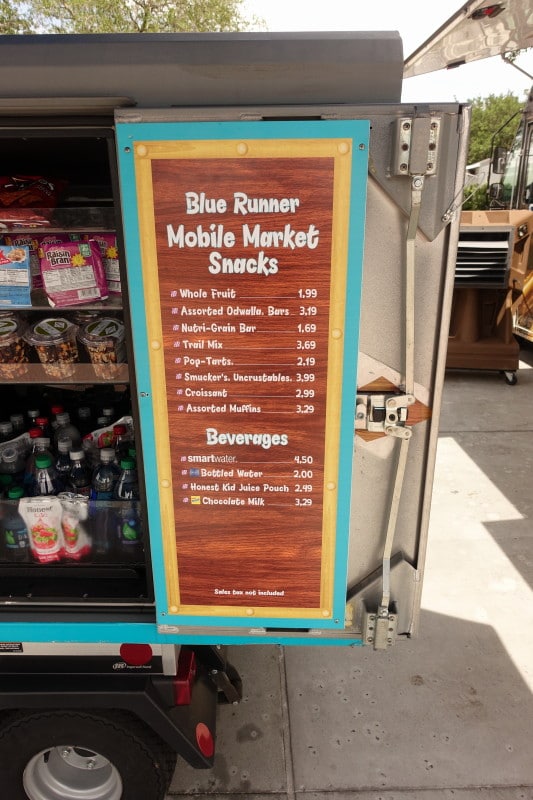 Blue Runner
Mobile Market
Snacks
Whole Fruit 1.99
Assorted Odwalla. Bars 3.19
Nutri-Grain Bar 1.69
Trail Mix 3.69
Pop-Tarts. 2.19
Smucker's. Uncrustables. 3.99
Croissant 2.99
Assorted Muffins 3.29
Beverages
smartwater. 4.50
Bottled Water 2.00
Honest Kid Juice Pouch 2.49
Chocolate Milk 3.29
Sales tax not included
Raisin
Bran
Honest
Kids